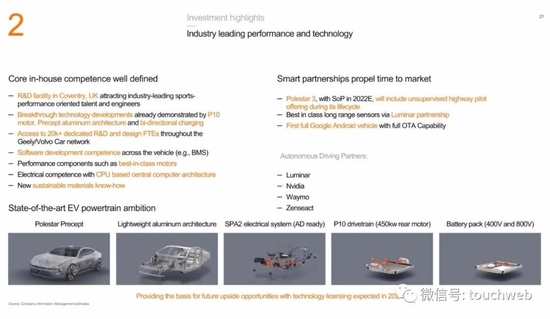 2
Investment highlights
21
Industry leading performance and technology
Core in-house competence well defined
– R&D facility in Coventry, UK attracting industry-leading sports-
performance oriented talent and engineers
– Breakthrough technology developments already demonstrated by P10
motor, Precept aluminum architecture and bi-directional charging
– Access to 20k+ dedicated R&D and design FTEs throughout the
Geely/Volvo Car network
– Software development competence across the vehicle (e.g., BMS)
– Performance components such as best-in-class motors
– Electrical competence with CPU based central computer architecture
– New sustainable materials know-how
Smart partnerships propel time to market
– Polestar 3, with SoP in 2022E, will include unsupervised highway pilot
offering during its lifecycle
– Best in class long range sensors via Luminar partnership
– First full Google Android vehicle with full OTA Capability
Autonomous Driving Partners:
– Luminar
– Nvidia
– Waymo
– Zenseact
State-of-the-art EV powertrain ambition
Polestar Precept
Lightweight aluminum architecture
SPA2 electrical system (AD ready)
P10 drivetrain (450kw rear motor)
Battery pack (400V and 800V)
Providing the basis for future upside opportunities with technology licensing expected in
Source: Company information, Management estimates
微信号: touchweb